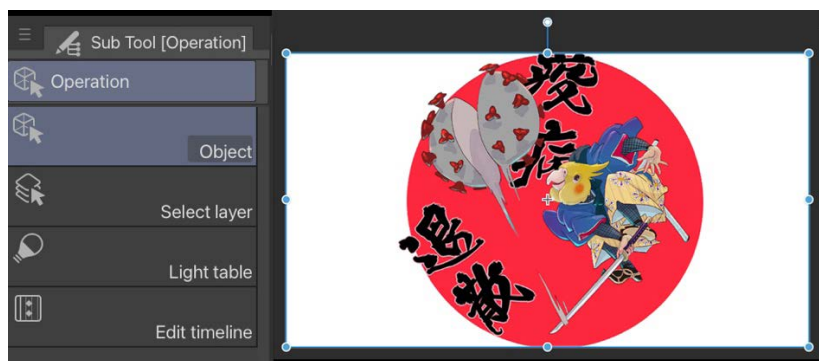 Sub Tool [Operation]
Operation
Object
Select layer
Light table
Edit timeline
疫
病
退
散